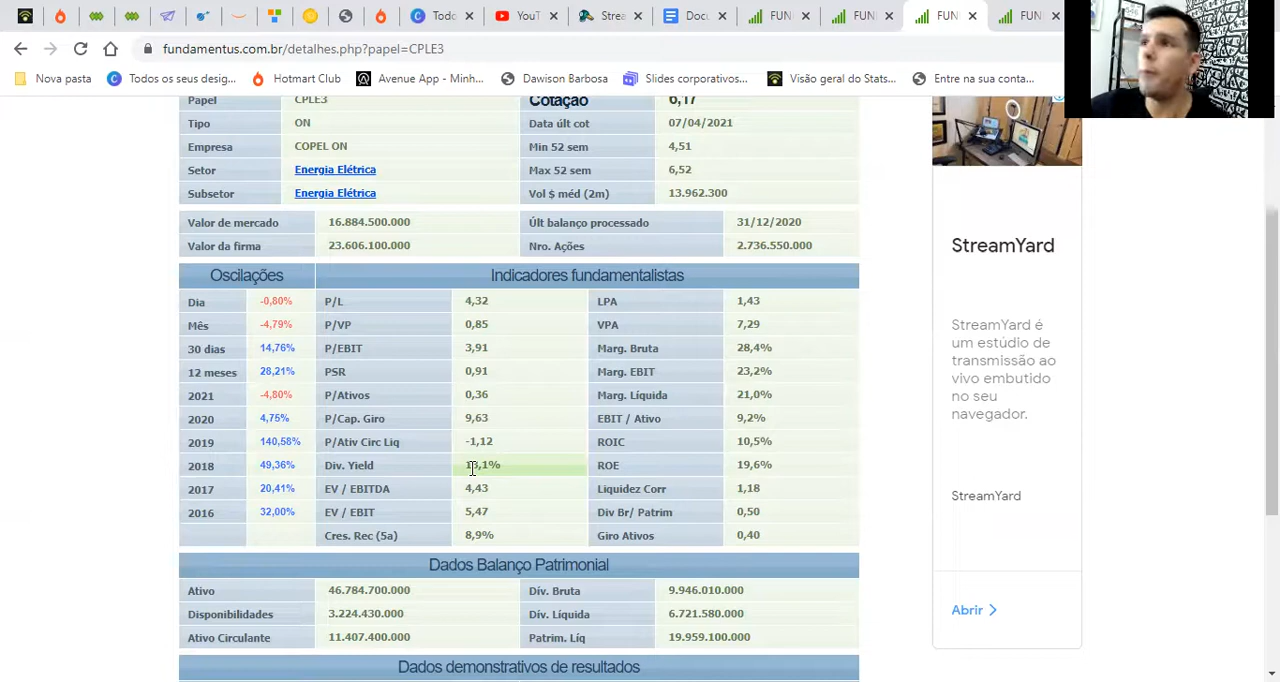 Todo
YouT
Strea
Docu
FUNI
FUNI
FUNI
FUNI
fundamentus.com.br/detalhes.php?papel=CPLE3
Nova pasta
Todos os seus desig...
Hotmart Club
Avenue App - Minh...
Dawison Barbosa
Slides corporativos...
Visão geral do Stats...
Entre na sua conta...
Papel CPLE3 Cotação 6,17
Tipo ON Data últ cot 07/04/2021
Empresa COPEL ON Min 52 sem 4,51
Setor Energia Elétrica Max 52 sem 6,52
Subsetor Energia Elétrica Vol $ méd (2m) 13.962.300
Valor de mercado 16.884.500.000 Últ balanço processado 31/12/2020
Valor da firma 23.606.100.000 Nro. Ações 2.736.550.000
Oscilações Indicadores fundamentalistas
Dia -0,80% P/L 4,32 LPA 1,43
Mês -4,79% P/VP 0,85 VPA 7,29
30 dias 14,76% P/EBIT 3,91 Marg. Bruta 28,4%
12 meses 28,21% PSR 0,91 Marg. EBIT 23,2%
2021 -4,80% P/Ativos 0,36 Marg. Líquida 21,0%
2020 4,75% P/Cap. Giro 9,63 EBIT / Ativo 9,2%
2019 140,58% P/Ativ Circ Liq -1,12 ROIC 10,5%
2018 49,36% Div. Yield ROE 19,6%
2017 20,41% EV / EBITDA 4,43 Liquidez Corr 1,18
2016 32,00% EV / EBIT 5,47 Div Br/ Patrim 0,50
Cres. Rec (5a) 8,9% Giro Ativos 0,40
Dados Balanço Patrimonial
Ativo 46.784.700.000 Dív. Bruta 9.946.010.000
Disponibilidades 3.224.430.000 Dív. Líquida 6.721.580.000
Ativo Circulante 11.407.400.000 Patrim. Líq 19.959.100.000
Dados demonstrativos de resultados
StreamYard
StreamYard é
um estúdio de
transmissão ao
vivo embutido
no seu
navegador.
StreamYard
Abrir